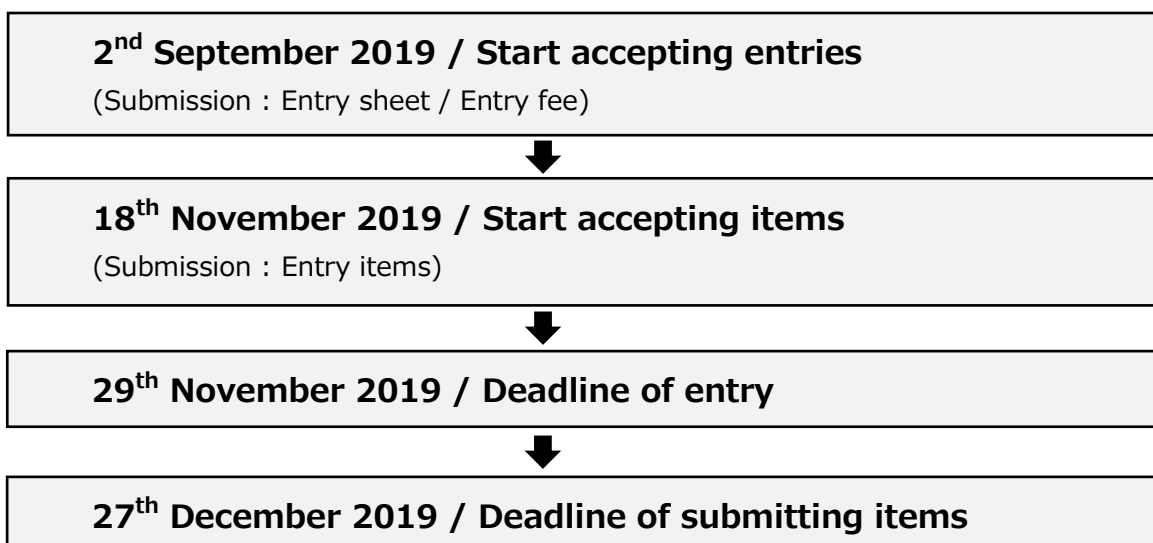 2nd September 2019 / Start accepting entries
(Submission : Entry sheet / Entry fee)
18th November 2019 / Start accepting items
(Submission : Entry items)
29th November 2019 / Deadline of entry
27th December 2019 / Deadline of submitting items